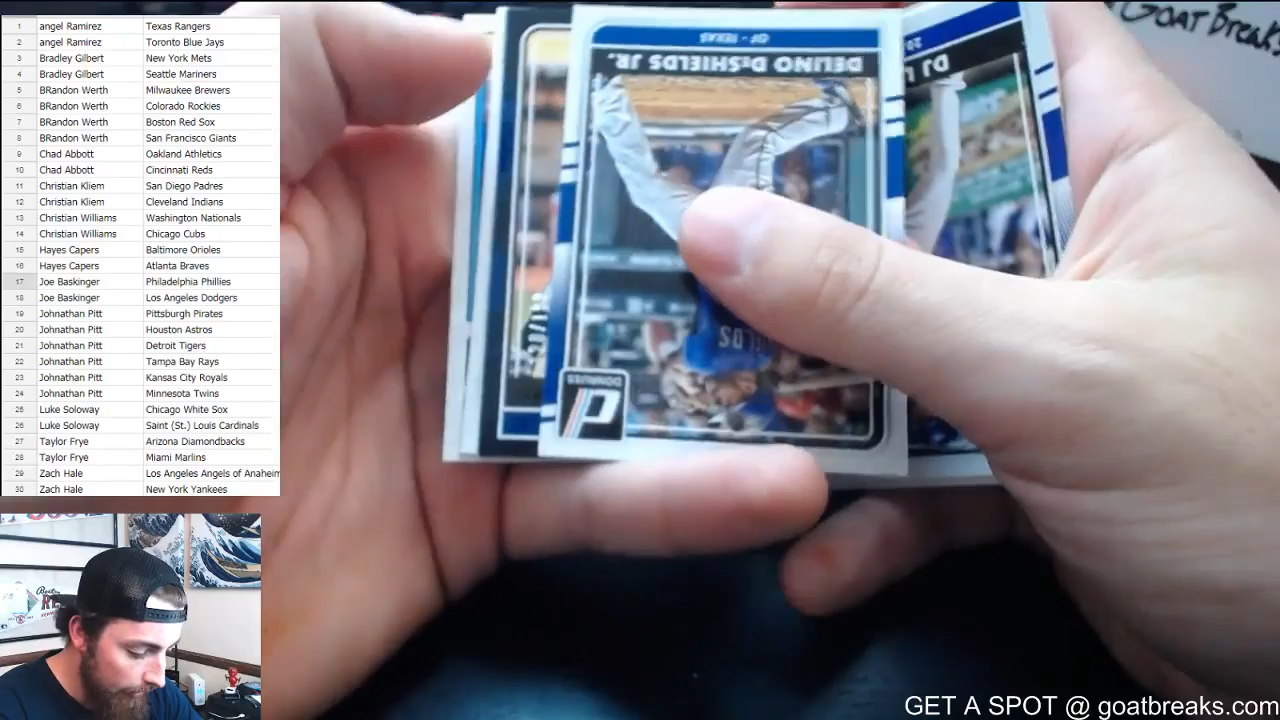 1 angel Ramirez Texas Rangers
2 angel Ramirez Toronto Blue Jays
3 Bradley Gilbert New York Mets
4 Bradley Gilbert Seattle Mariners
5 BRandon Werth Milwaukee Brewers
6 BRandon Werth Colorado Rockies
7 BRandon Werth Boston Red Sox
8 BRandon Werth San Francisco Giants
9 Chad Abbott Oakland Athletics
10 Chad Abbott Cincinnati Reds
11 Christian Kliem San Diego Padres
12 Christian Kliem Cleveland Indians
13 Christian Williams Washington Nationals
14 Christian Williams Chicago Cubs
15 Hayes Capers Baltimore Orioles
16 Hayes Capers Atlanta Braves
17 Joe Baskinger Philadelphia Phillies
18 Joe Baskinger Los Angeles Dodgers
19 Johnathan Pitt Pittsburgh Pirates
20 Johnathan Pitt Houston Astros
21 Johnathan Pitt Detroit Tigers
22 Johnathan Pitt Tampa Bay Rays
23 Johnathan Pitt Kansas City Royals
24 Johnathan Pitt Minnesota Twins
25 Luke Soloway Chicago White Sox
26 Luke Soloway Saint (St.) Louis Cardinals
27 Taylor Frye Arizona Diamondbacks
28 Taylor Frye Miami Marlins
29 Zach Hale Los Angeles Angels of Anaheim
30 Zach Hale New York Yankees
OF - TEXAS
DELINO DESHIELDS JR.
DJ
DONRUSS
GoatBreaks
GET A SPOT @ goatbreaks.com